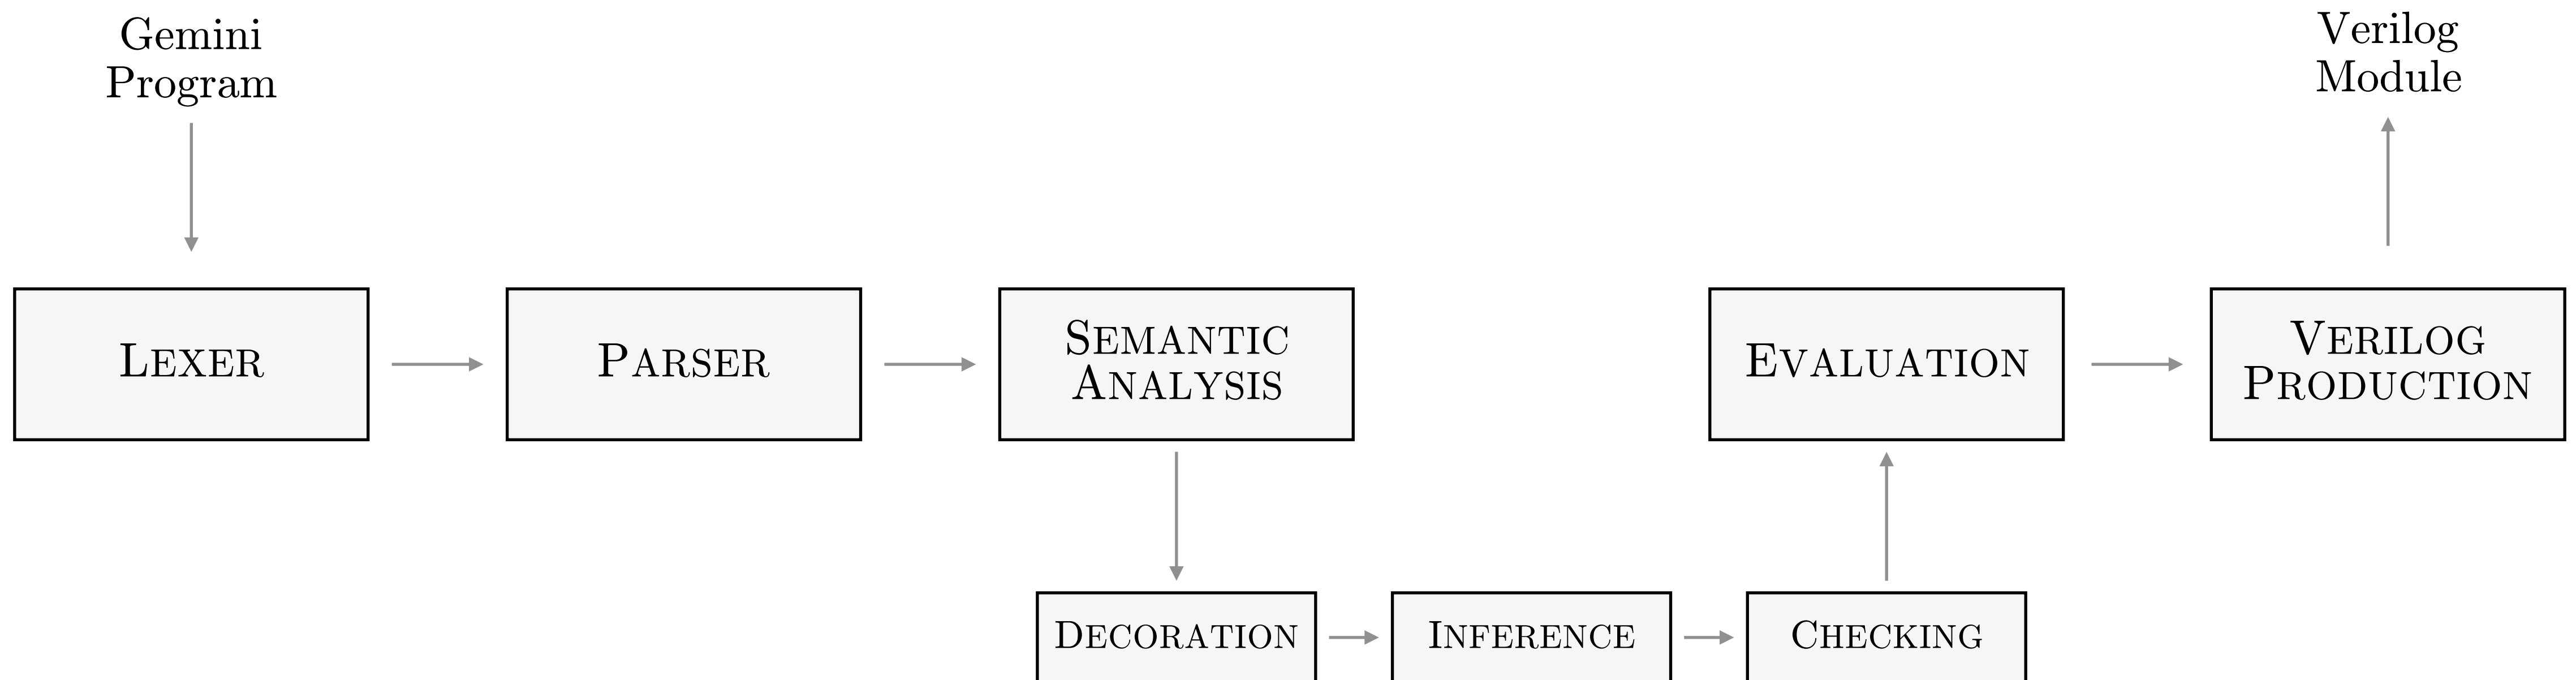 Gemini
Program
Verilog
Module
LEXER
PARSER
SEMANTIC
ANALYSIS
EVALUATION
VERILOG
PRODUCTION
DECORATION
INFERENCE
CHECKING